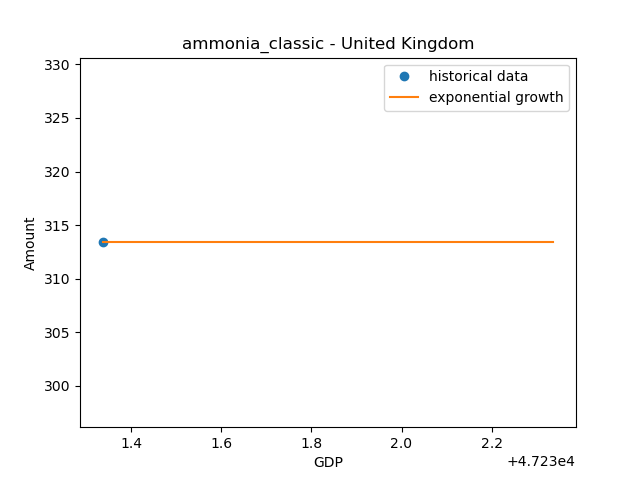 ammonia_classic - United Kingdom
330
325
320
315
310
305
300
Amount
historical data
exponential growth
1.4 1.6 1.8 2.0 2.2
GDP
+4.723e4